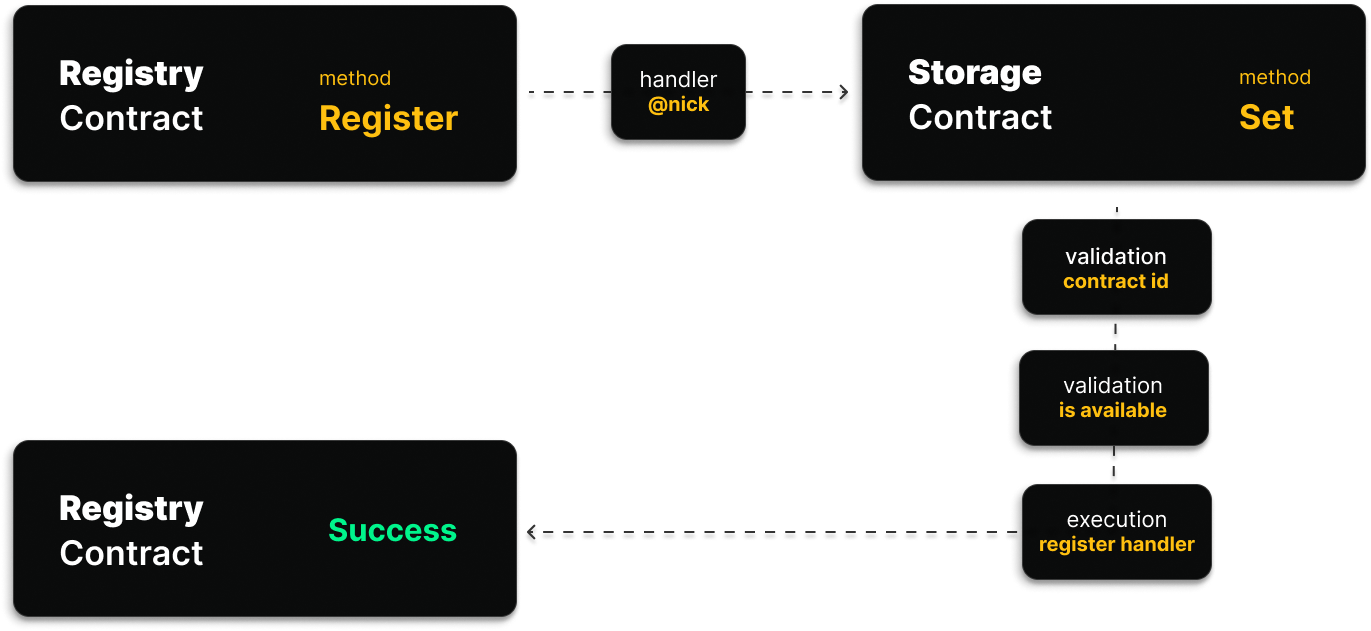 Registry
Contract
method
Register
handler
@nick
Storage
Contract
method
Set
validation
contract id
validation
is available
execution
register handler
Registry
Contract
Success